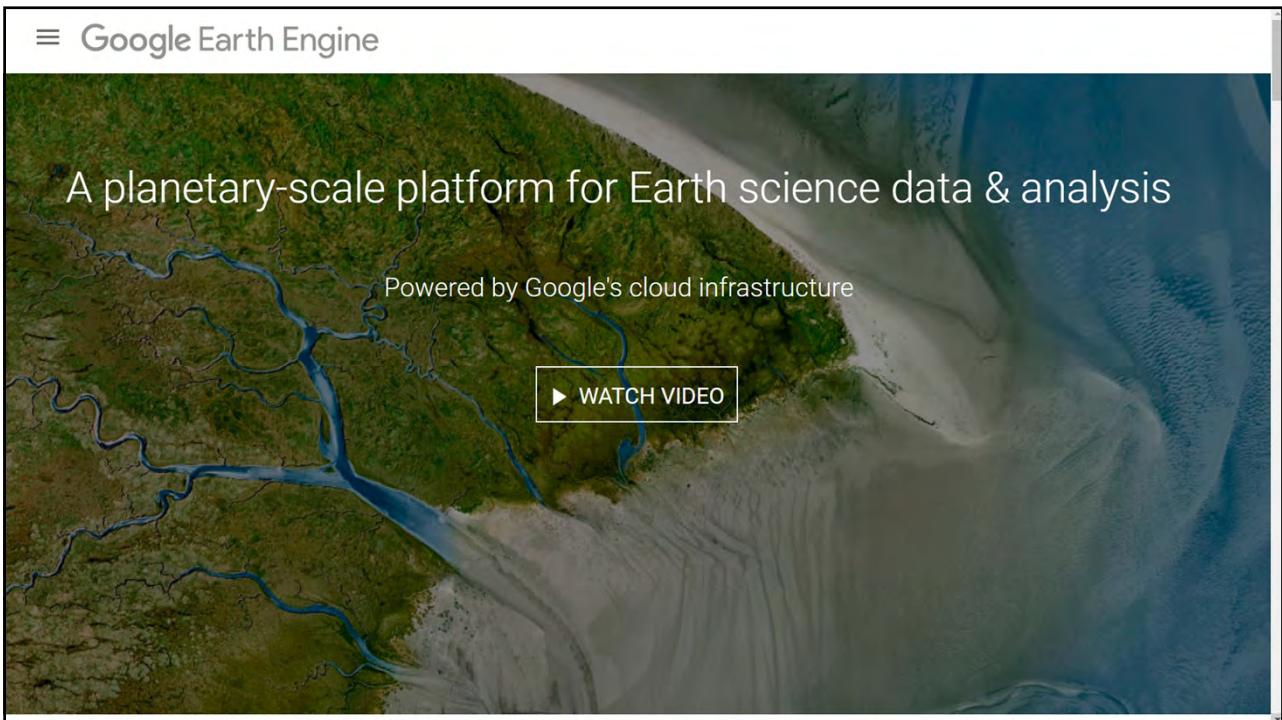 Google Earth Engine
A planetary-scale platform for Earth science data & analysis
Powered by Google's cloud infrastructure
WATCH VIDEO